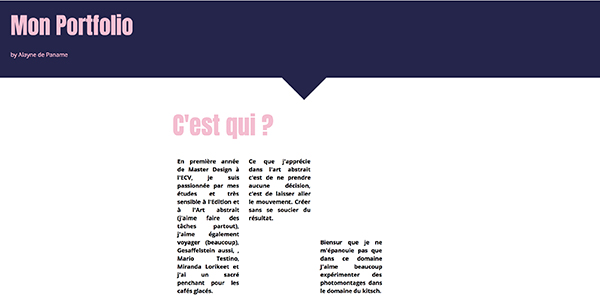 Mon Portfolio
by Alayne de Paname
C'est qui ?
En première année
de Master Design à
l'ECV, je suis
passionnée par mes
études et très
sensible à l'Edition et
à l'Art abstrait
(j'aime faire des
tâches partout),
j'aime également
voyager (beaucoup),
Gesaffelstein aussi, ,
Mario Testino,
Miranda Lorikeet et
j'ai un sacré
penchant pour les
cafés glacés.
Ce que j'apprécie
dans l'art abstrait
c'est de ne prendre
aucune décision,
c'est de laisser aller
le mouvement. Créer
sans se soucier du
résultat.
Biensur que je ne
m'épanouie pas que
dans ce domaine
J'aime beaucoup
expérimenter des
photomontages dans
le domaine du kitsch.